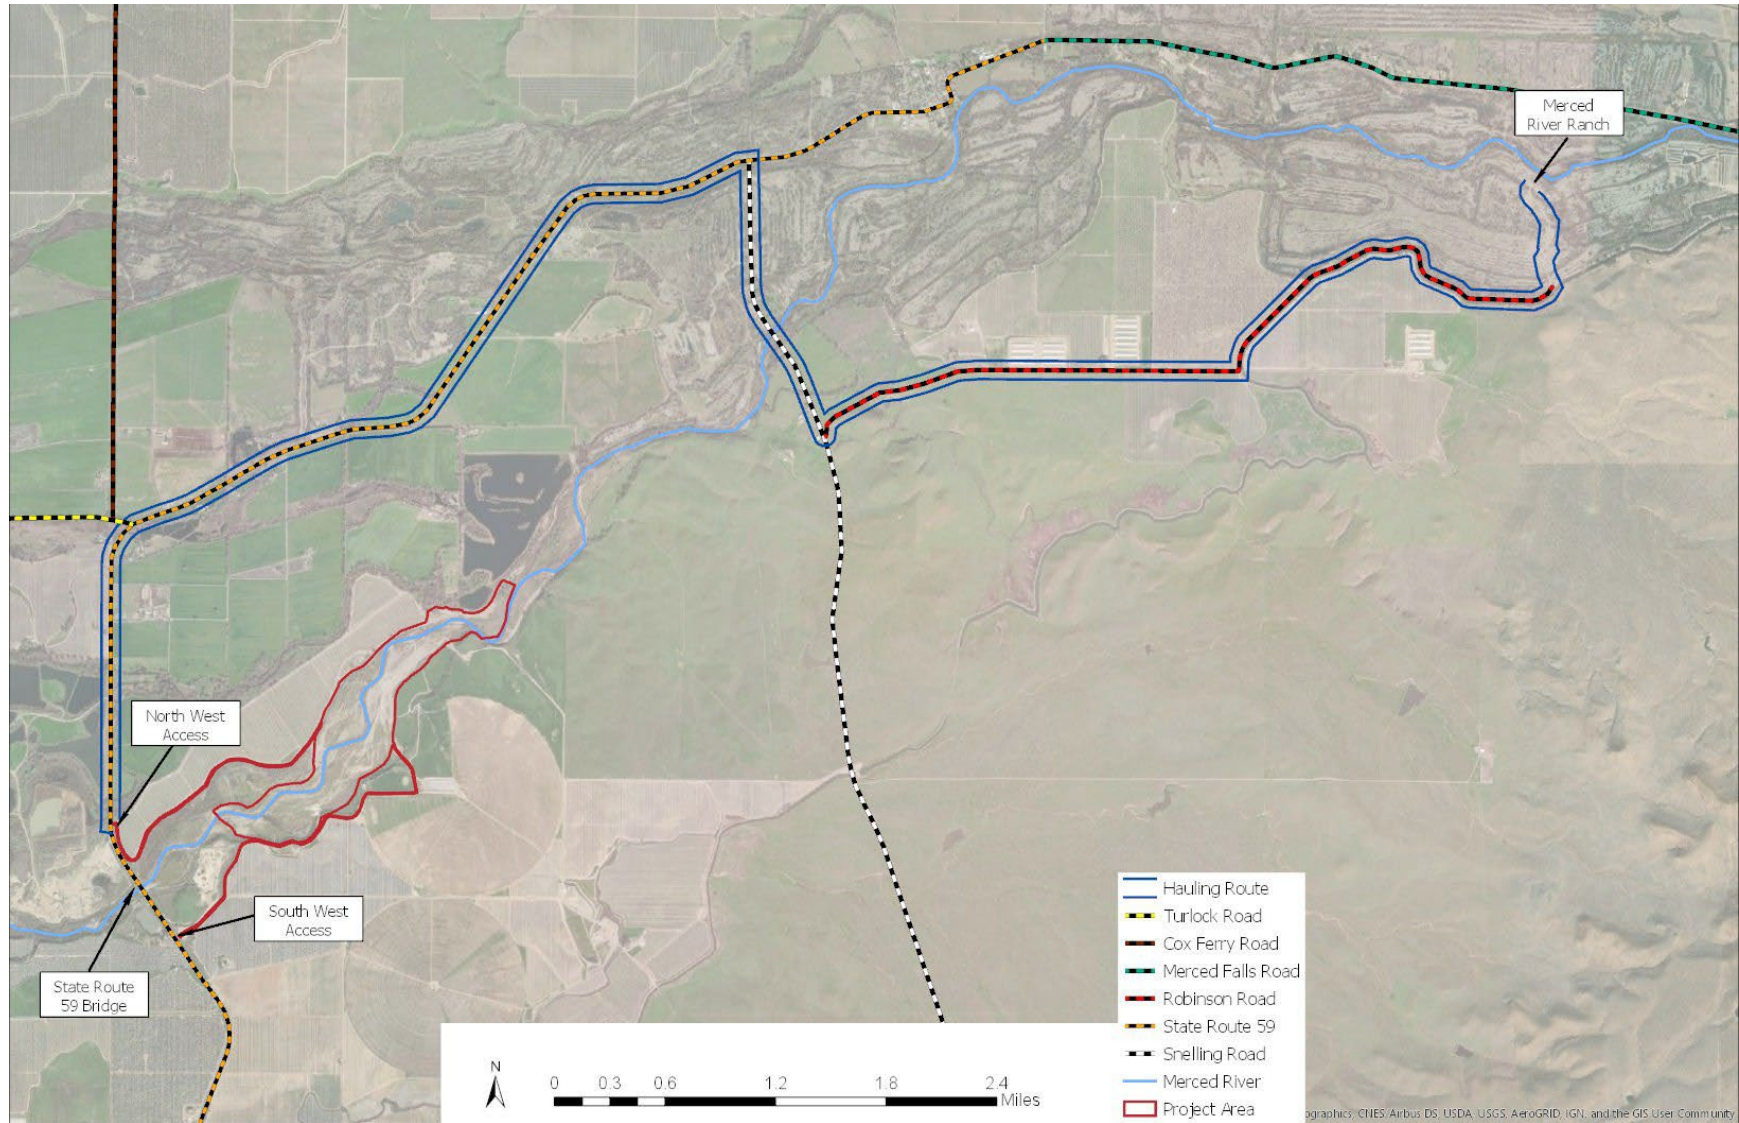 Merced
River Ranch
North West
Access
South West
Access
State Route
59 Bridge
N
0 0.3 0.6 1.2 1.8 2.4
Miles
Hauling Route
Turlock Road
Cox Ferry Road
Merced Falls Road
Robinson Road
State Route 59
Snelling Road
Merced River
Project Area
ographics, CNES/Airbus DS, USDA, USGS, AeroGRID, IGN, and the GIS User Community